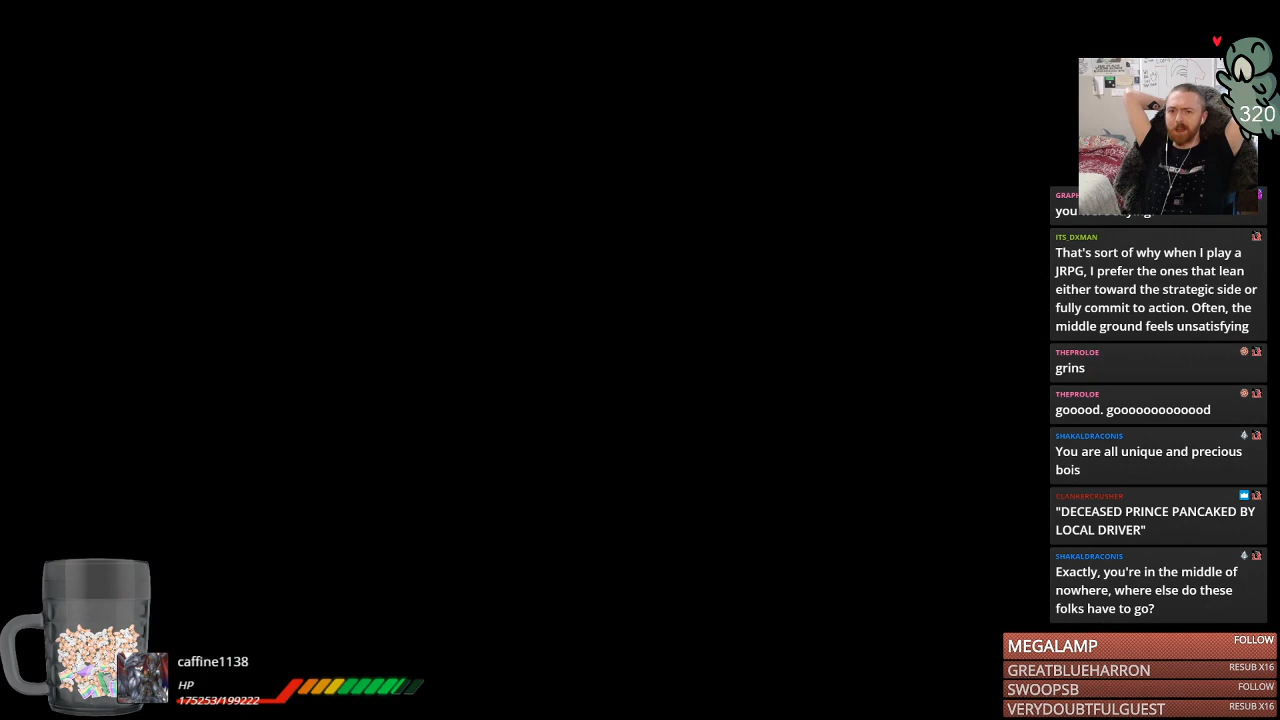 320
GRAPH
ITS_DXMAN
That's sort of why when I play a
JRPG, I prefer the ones that lean
either toward the strategic side or
fully commit to action. Often, the
middle ground feels unsatisfying
THEPROLOE
grins
THEPROLOE
gooood. gooooooooooood
SHAKALDRACONIS
You are all unique and precious
bois
CLANKERCRUSHER
"DECEASED PRINCE PANCAKED BY
LOCAL DRIVER"
SHAKALDRACONIS
Exactly, you're in the middle of
nowhere, where else do these
folks have to go?
MEGALAMP FOLLOW
GREATBLUEHARRON RESUB X16
SWOOPSB FOLLOW
VERYDOUBTFULGUEST RESUB X16
caffine1138
HP
175253/199222